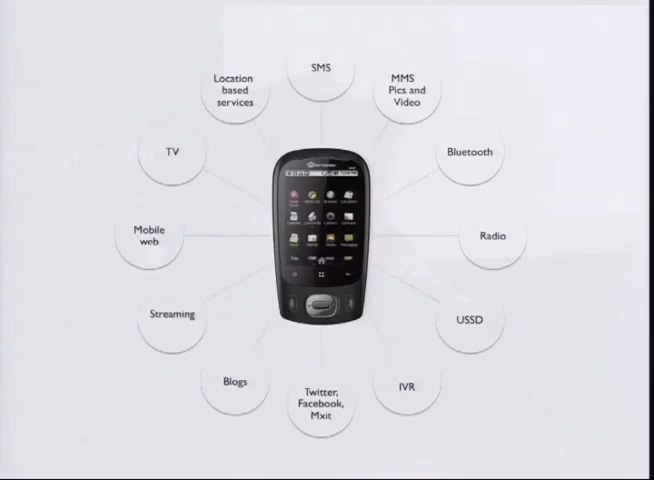 SMS
MMS
Pics and
Video
Bluetooth
Radio
USSD
IVR
Twitter,
Facebook,
Mxit
Blogs
Streaming
Mobile
web
TV
Location
based
services